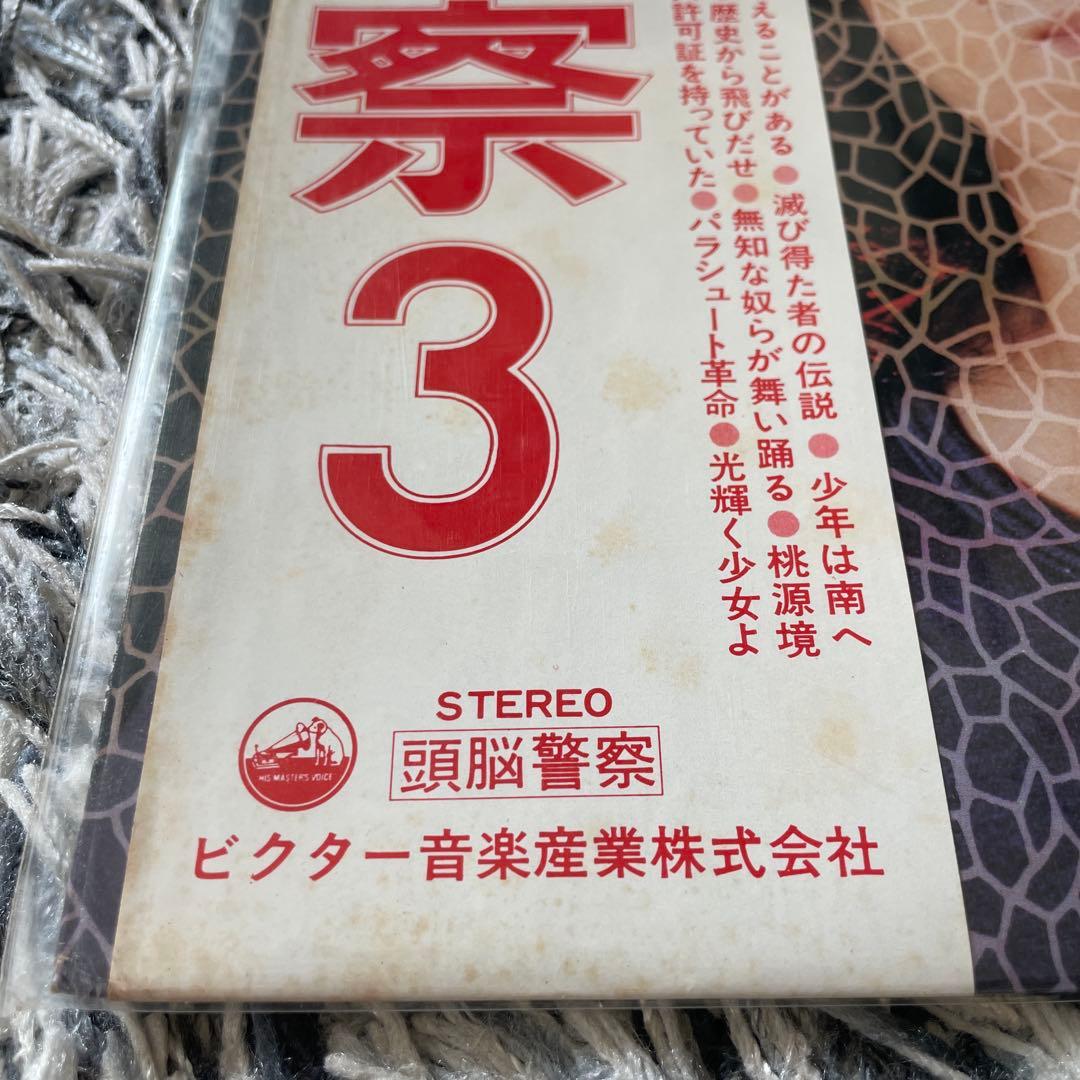 察3
えることがある●滅び得た者の伝説●少年は南へ
歴史から飛びだせ●無知な奴らが舞い踊る●桃源境
許可証を持っていた●パラシュート革命●光輝く少女よ
STEREO
頭脳警察
HIS MASTER'S VOICE
ビクター音楽産業株式会社